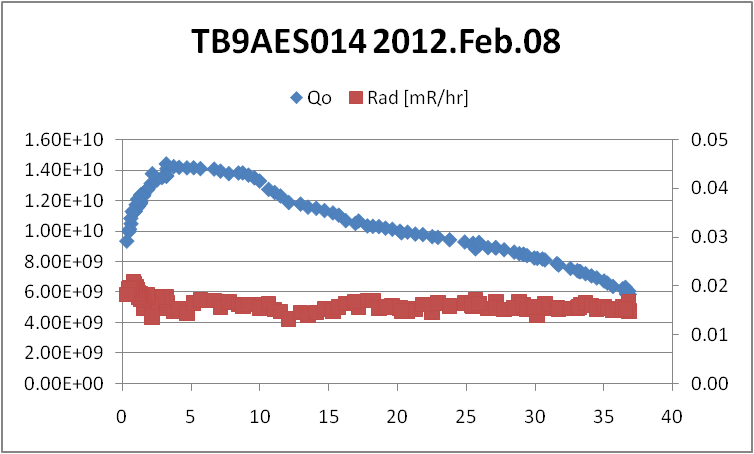 TB9AES014 2012.Feb.08
Qo Rad [mR/hr]
1.60E+10 0.05
1.40E+10
1.20E+10 0.04
1.00E+10 0.03
8.00E+09
6.00E+09 0.02
4.00E+09 0.01
2.00E+09
0.00E+00 0.00
0 5 10 15 20 25 30 35 40